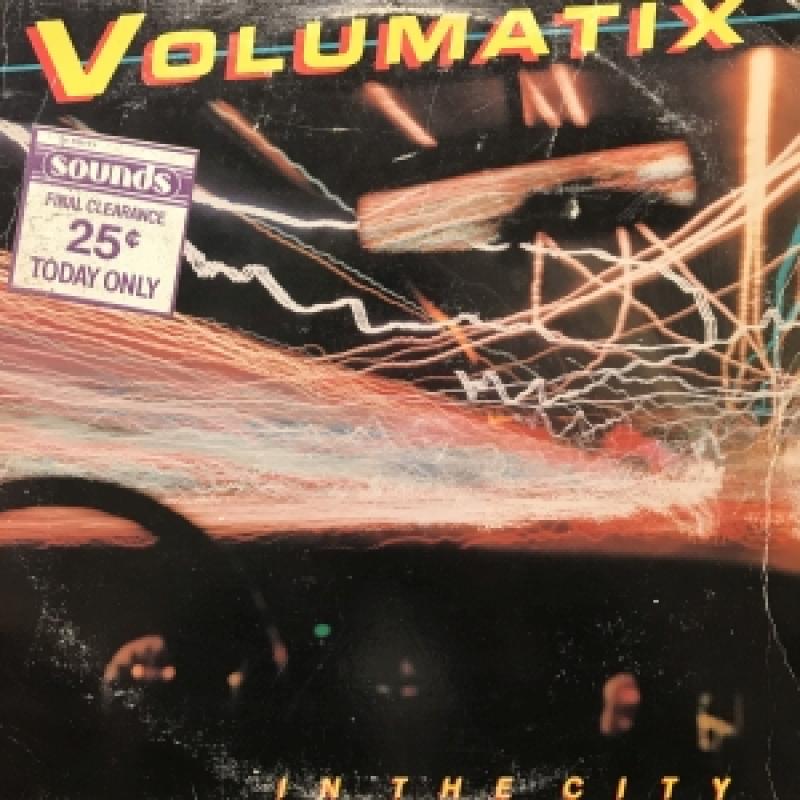 VOLUMATIX
sounds
FINAL CLEARANCE
25¢
TODAY ONLY
IN THE CITY